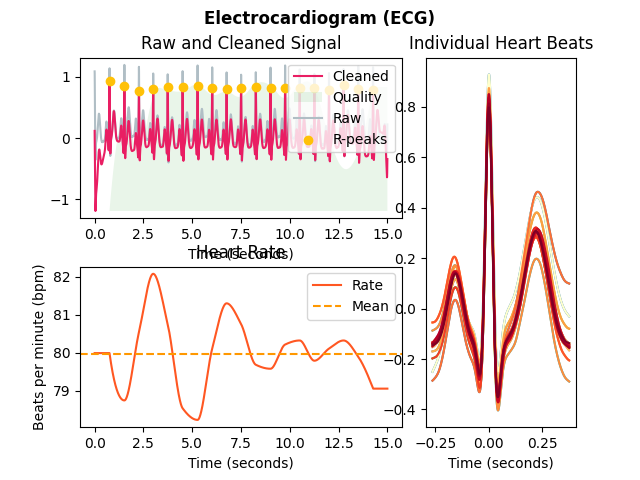 Electrocardiogram (ECG)
Raw and Cleaned Signal
1
0
−1
Cleaned
Quality
Raw
R-peaks
0.0 2.5 5.0 7.5 10.0 12.5 15.0
Time (seconds)
Heart Rate
Beats per minute (bpm)
82
81
80
79
Rate
Mean
0.0 2.5 5.0 7.5 10.0 12.5 15.0
Time (seconds)
Individual Heart Beats
0.8
0.6
0.4
0.2
0.0
−0.2
−0.4
−0.25 0.00 0.25
Time (seconds)